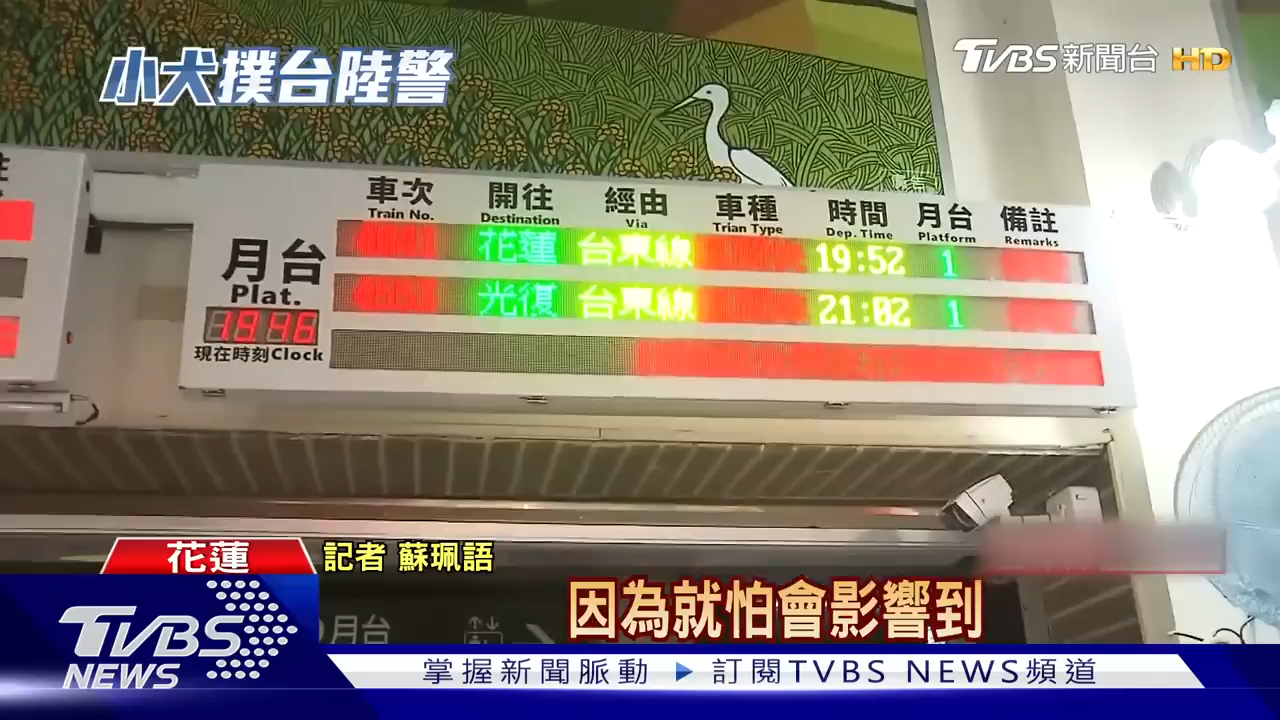 小犬撲台陸警
TVBS新聞台 HD
車次 開往 經由 車種 時間 月台 備註
Train No. Destination Via Trian Type Dep. Time Platform Remarks
月台
Plat.
花蓮 台東線 19:52 1
光復 台東線 21:02 1
19:46
現在時刻Clock
花蓮
記者 蘇珮語
月台
因為就怕會影響到
TVBS
NEWS
掌握新聞脈動 ▶ 訂閱TVBS NEWS頻道